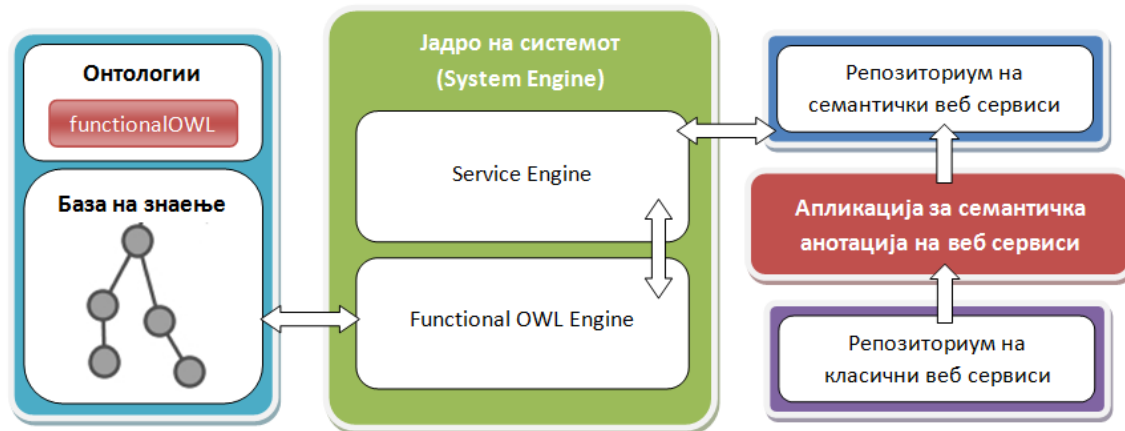 Онтологии
functionalOWL
База на знаење
Јадро на системот
(System Engine)
Service Engine
Functional OWL Engine
Репозиториум на
семантички веб сервиси
Апликација за семантичка
анотација на веб сервиси
Репозиториум на
класични веб сервиси